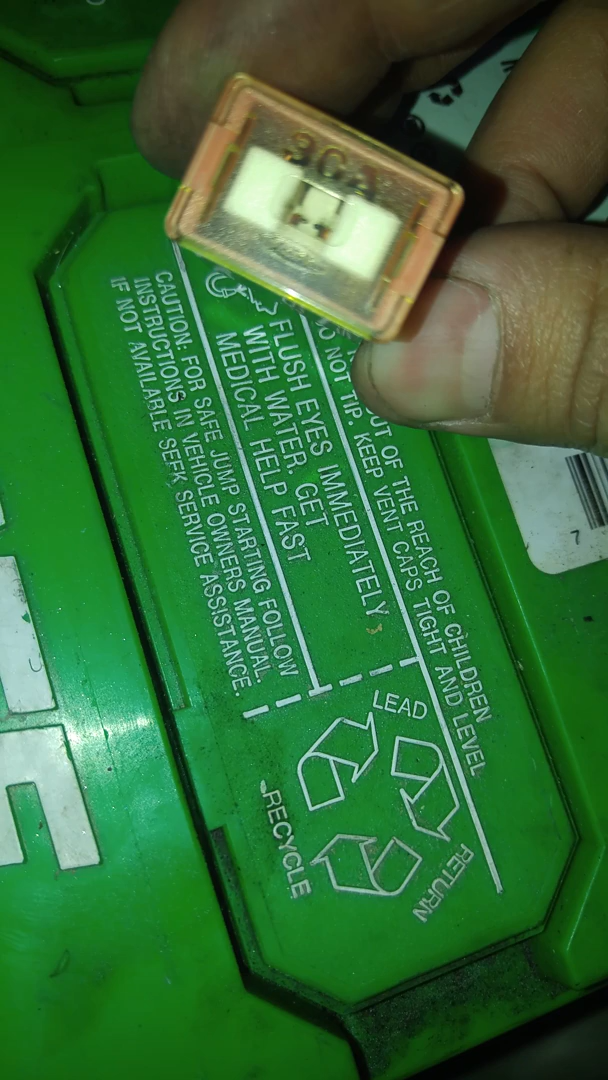 30A
FLUSH EYES IMMEDIATELY
WITH WATER. GET
MEDICAL HELP FAST
OUT OF THE REACH OF CHILDREN
DO NOT TIP. KEEP VENT CAPS TIGHT AND LEVEL
CAUTION: FOR SAFE JUMP STARTING FOLLOW
INSTRUCTIONS IN VEHICLE OWNERS MANUAL.
IF NOT AVAILABLE SEEK SERVICE ASSISTANCE.
LEAD
RETURN
RECYCLE
7